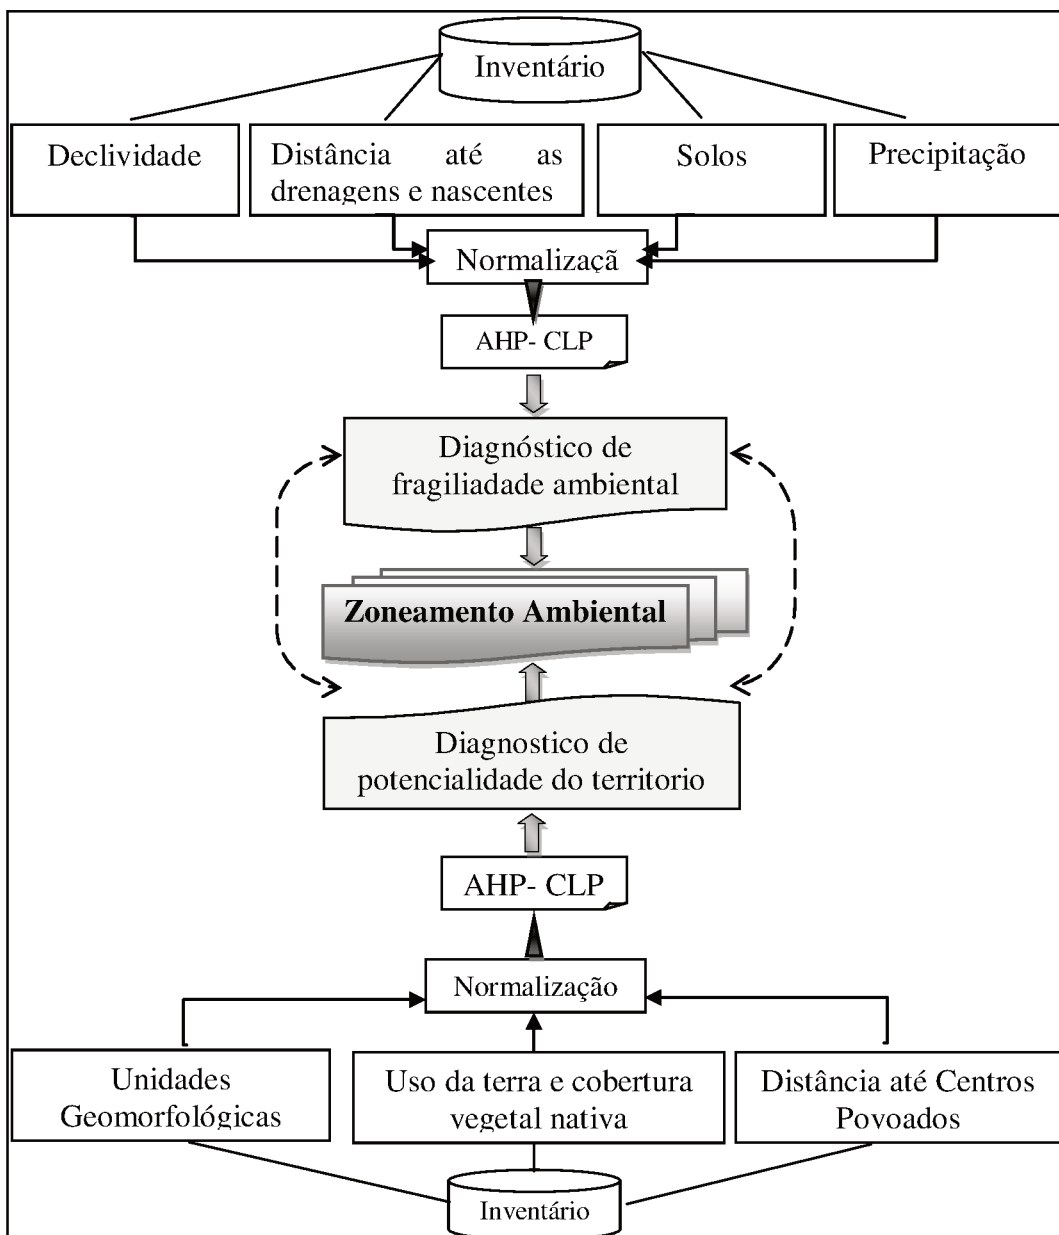 Inventário
Declividade
Distância até as
drenagens e nascentes
Solos
Precipitação
Normalizaçã
AHP- CLP
Diagnóstico de
fragiliadade ambiental
Zoneamento Ambiental
Diagnostico de
potencialidade do territorio
AHP- CLP
Normalização
Unidades
Geomorfológicas
Uso da terra e cobertura
vegetal nativa
Distância até Centros
Povoados
Inventário